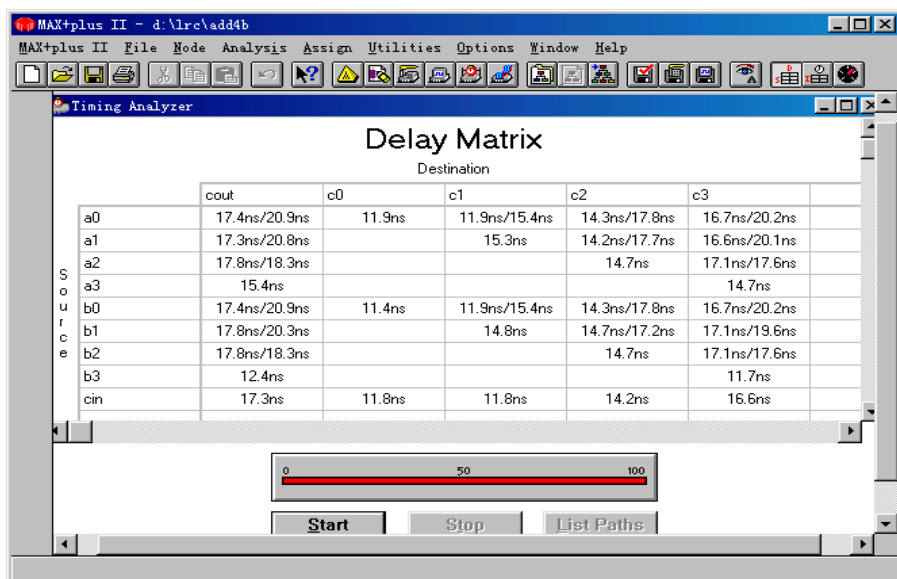 MAX+plus II - d:\lrc\add4b
MAX+plus II File Node Analysis Assign Utilities Options Window Help
Timing Analyzer
Delay Matrix
Destination
cout c0 c1 c2 c3
a0 17.4ns/20.9ns 11.9ns 11.9ns/15.4ns 14.3ns/17.8ns 16.7ns/20.2ns
a1 17.3ns/20.8ns 15.3ns 14.2ns/17.7ns 16.6ns/20.1ns
a2 17.8ns/18.3ns 14.7ns 17.1ns/17.6ns
a3 15.4ns 14.7ns
b0 17.4ns/20.9ns 11.4ns 11.9ns/15.4ns 14.3ns/17.8ns 16.7ns/20.2ns
b1 17.8ns/20.3ns 14.8ns 14.7ns/17.2ns 17.1ns/19.6ns
b2 17.8ns/18.3ns 14.7ns 17.1ns/17.6ns
b3 12.4ns 11.7ns
cin 17.3ns 11.8ns 11.8ns 14.2ns 16.6ns
Source
0 50 100
Start Stop List Paths